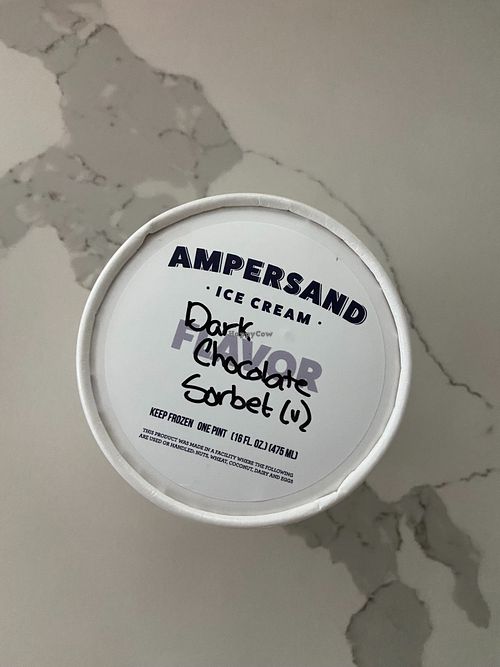 AMPERSAND
· ICE CREAM ·
FLAVOR
Dark
HappyCow
Chocolate
Sorbet (v)
KEEP FROZEN ONE PINT (16 FL. OZ.) (475 ML)
THIS PRODUCT WAS MADE IN A FACILITY WHERE THE FOLLOWING
ARE USED OR HANDLED: NUTS, WHEAT, COCONUT, DAIRY AND EGGS